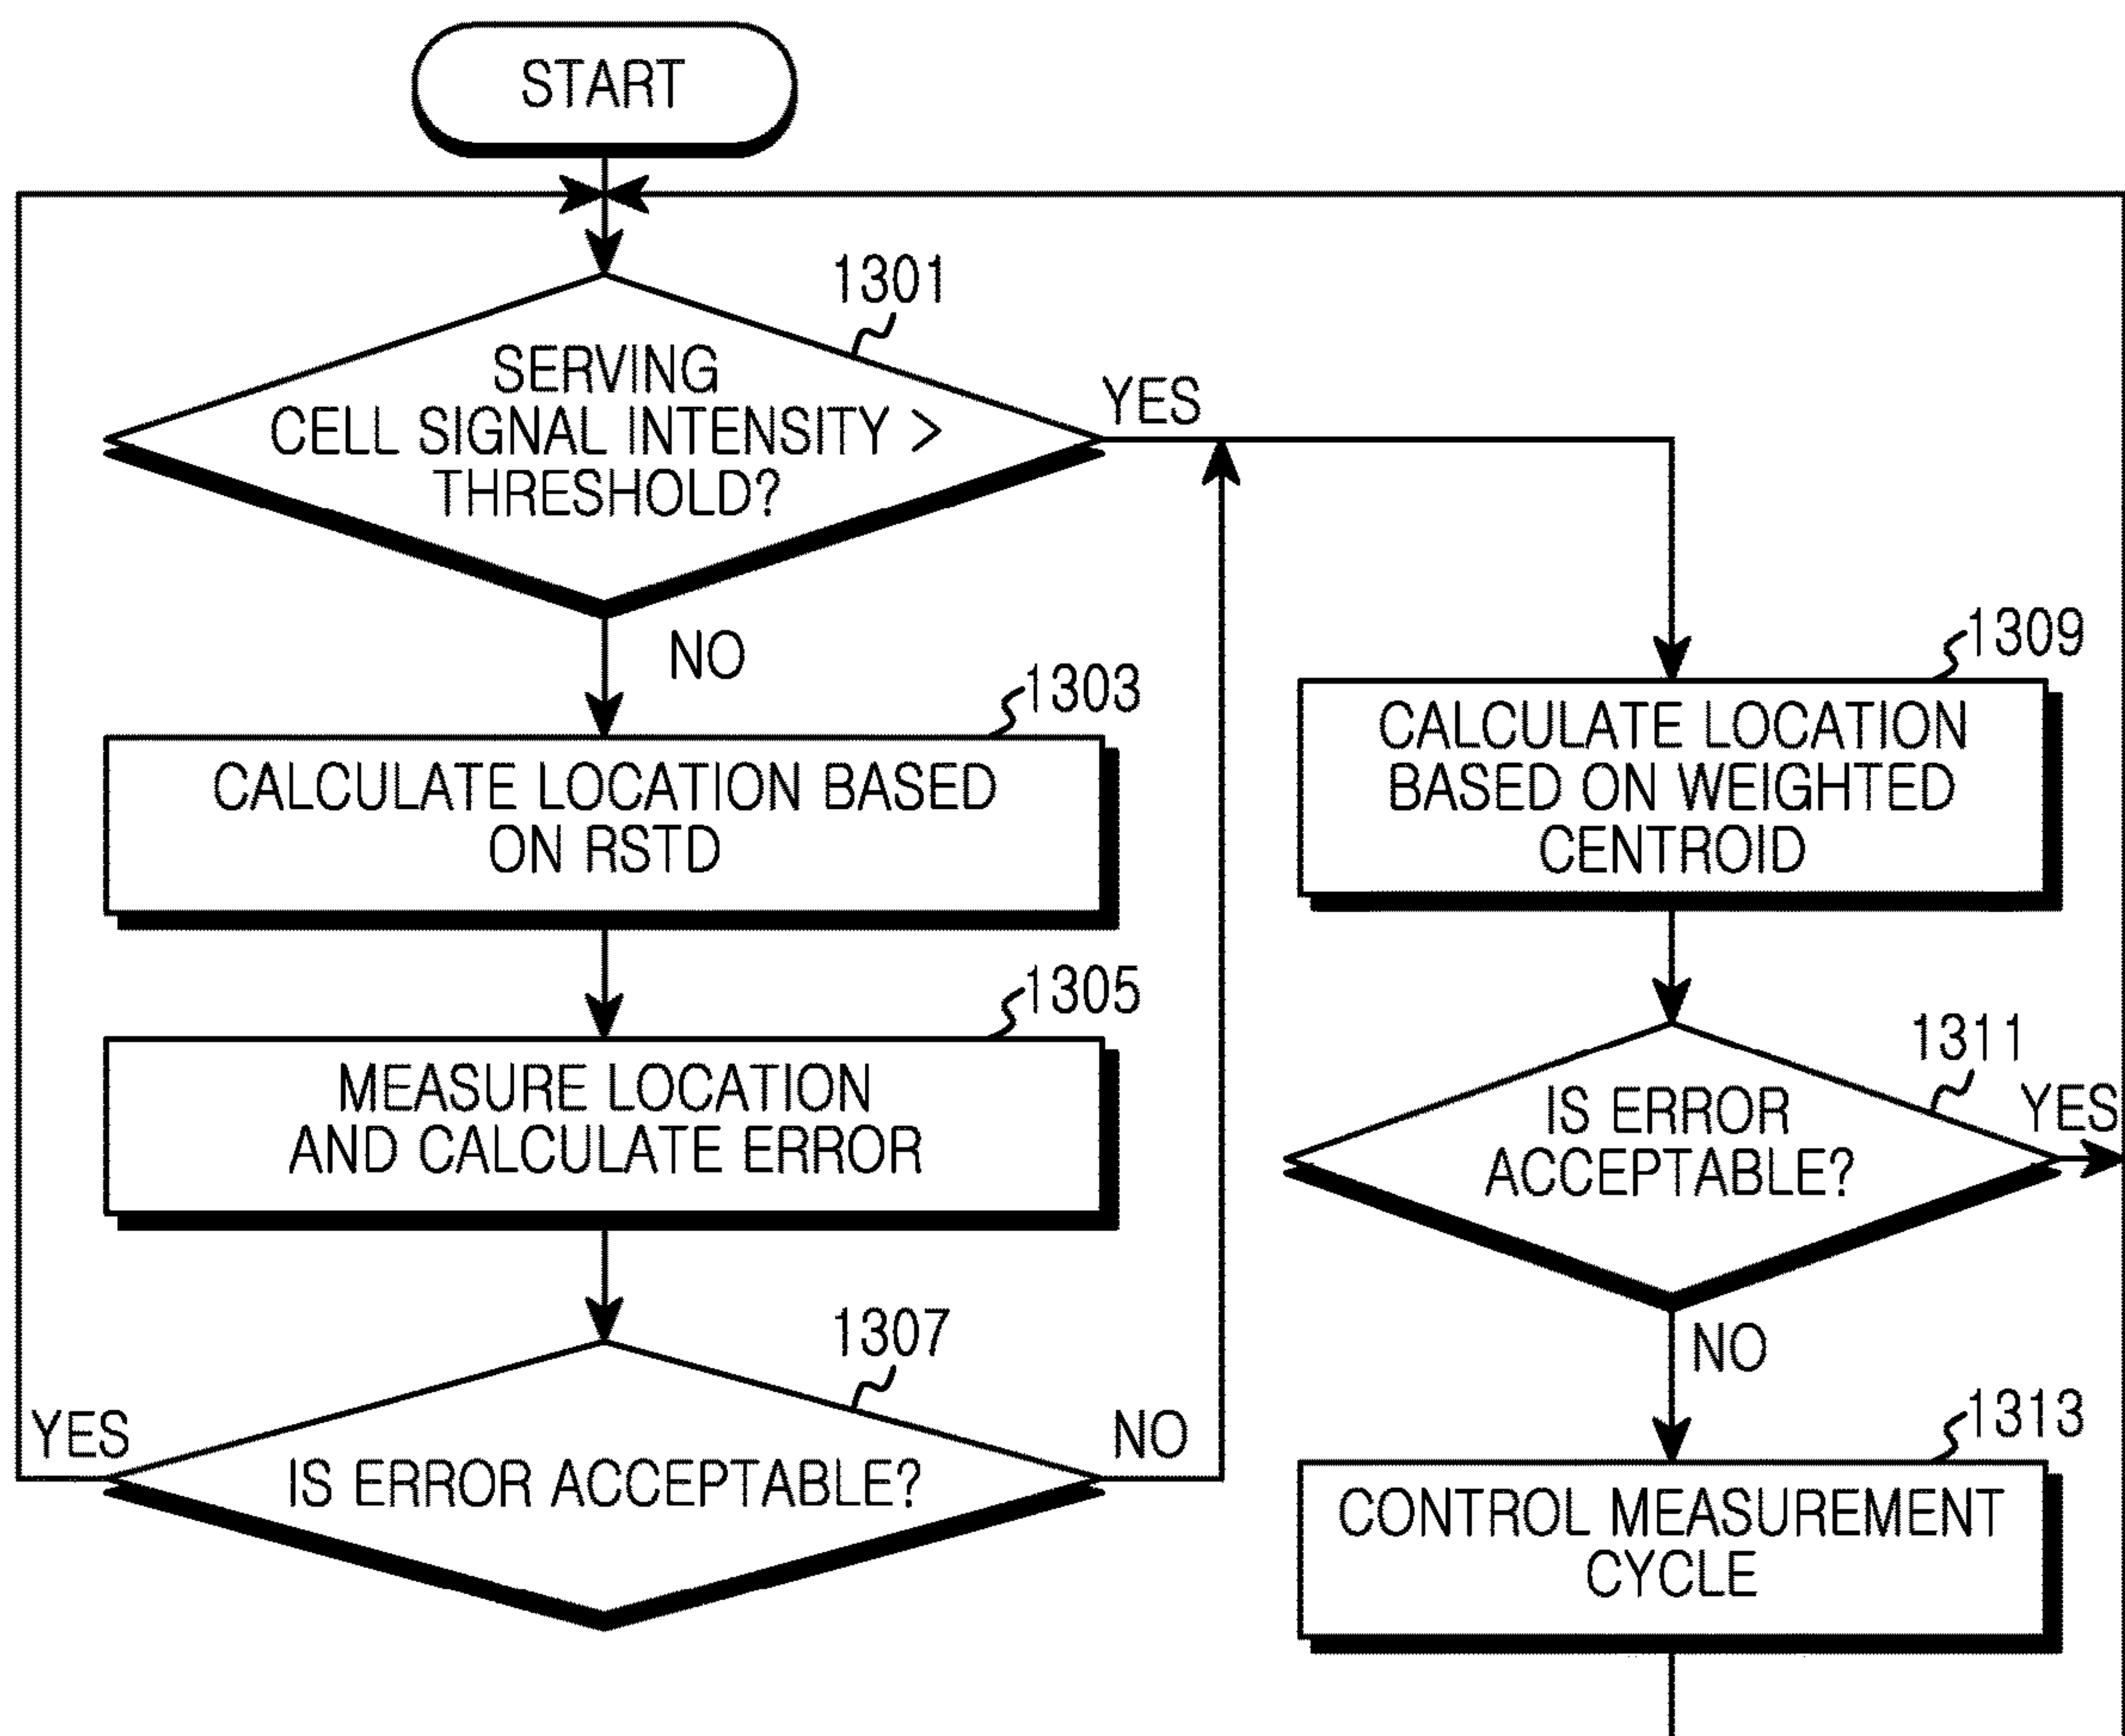 START
1301
SERVING
CELL SIGNAL INTENSITY >
THRESHOLD?
YES
NO
1303
CALCULATE LOCATION BASED
ON RSTD
1305
MEASURE LOCATION
AND CALCULATE ERROR
1307
IS ERROR ACCEPTABLE?
YES
NO
1309
CALCULATE LOCATION
BASED ON WEIGHTED
CENTROID
1311
IS ERROR
ACCEPTABLE?
YES
NO
1313
CONTROL MEASUREMENT
CYCLE